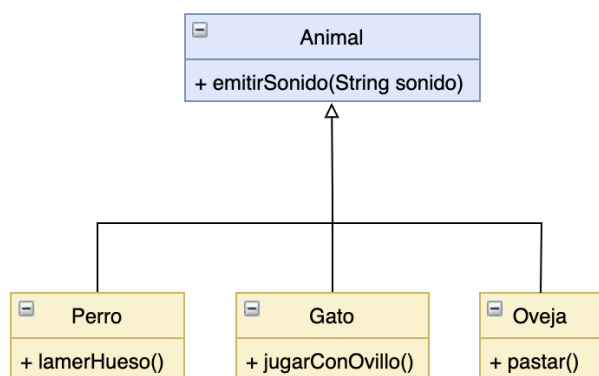 Animal
+ emitirSonido(String sonido)
Perro
+ lamerHueso()
Gato
+ jugarConOvillo()
Oveja
+ pastar()